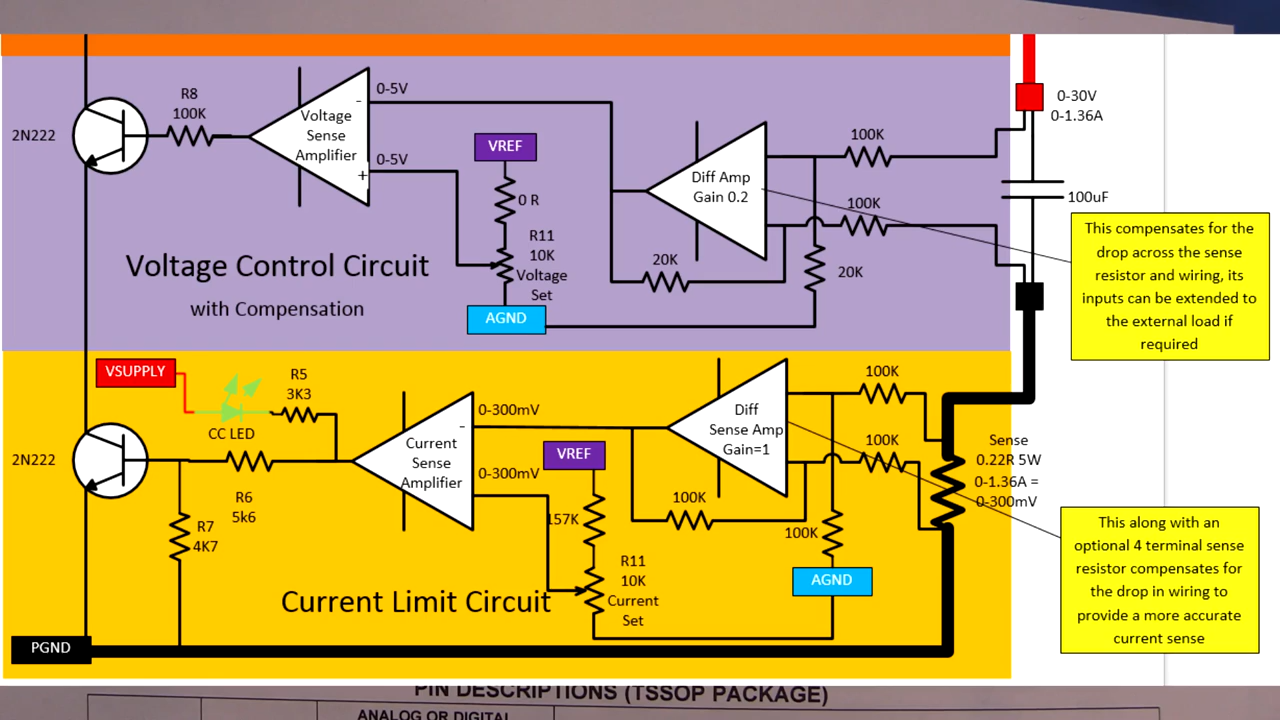 R8
100K
2N222
Voltage
Sense
Amplifier
-
+
0-5V
0-5V
VREF
0 R
R11
10K
Voltage
Set
AGND
Diff Amp
Gain 0.2
100K
100K
20K
20K
0-30V
0-1.36A
100uF
Voltage Control Circuit
with Compensation
This compensates for the
drop across the sense
resistor and wiring, its
inputs can be extended to
the external load if
required
VSUPPLY
R5
3K3
CC LED
2N222
R6
5k6
R7
4K7
Current
Sense
Amplifier
-
0-300mV
0-300mV
VREF
157K
R11
10K
Current
Set
Diff
Sense Amp
Gain=1
100K
100K
100K
100K
AGND
Sense
0.22R 5W
0-1.36A =
0-300mV
Current Limit Circuit
This along with an
optional 4 terminal sense
resistor compensates for
the drop in wiring to
provide a more accurate
current sense
PGND
PIN DESCRIPTIONS (TSSOP PACKAGE)
ANALOG OR DIGITAL